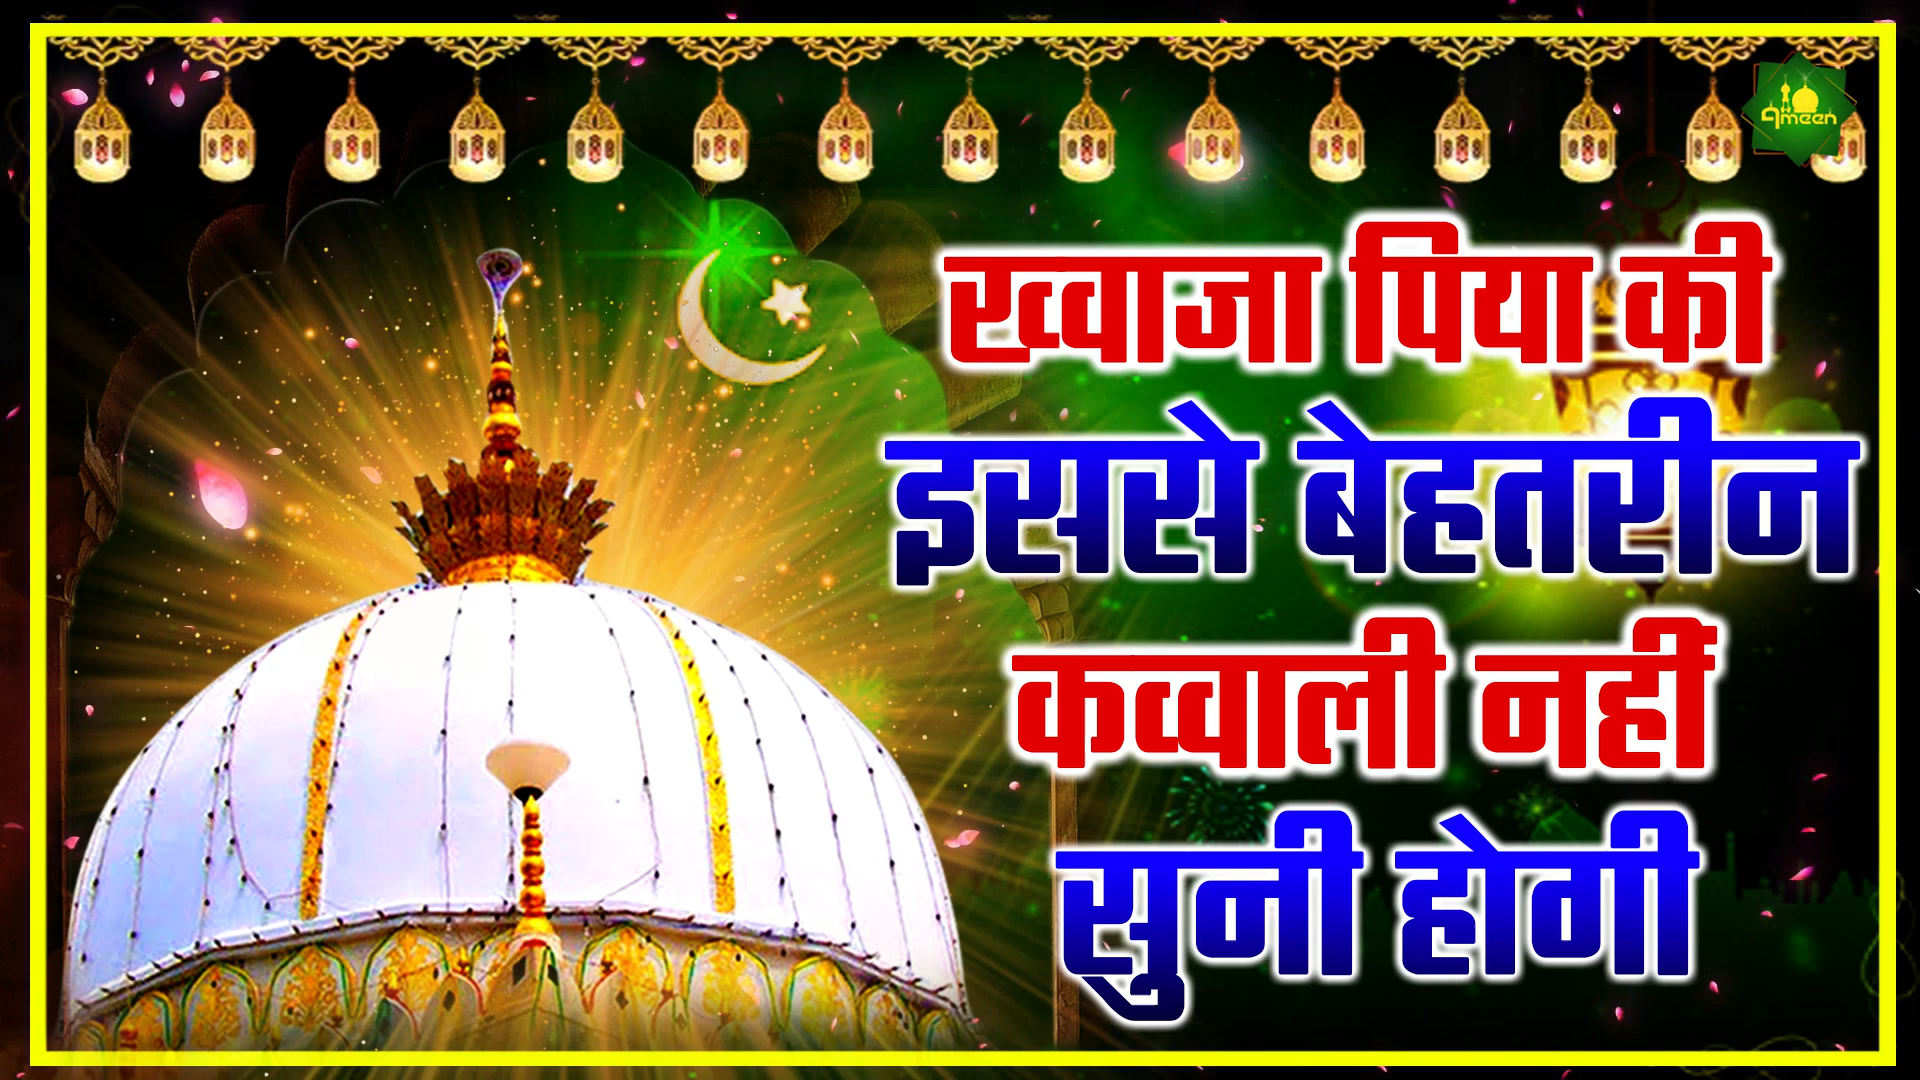 Ameen
ख्वाजा पिया की
इससे बेहतरीन
कव्वाली नहीं
सुनी होगी